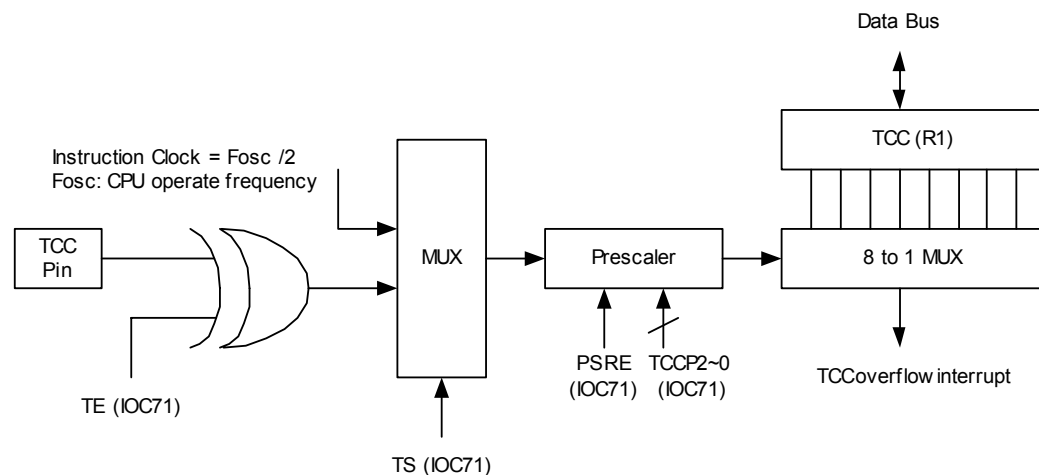 Data Bus
TCC (R1)
Instruction Clock = Fosc /2
Fosc: CPU operate frequency
TCC
Pin
MUX
Prescaler
8 to 1 MUX
PSRE
(IOC71)
TCCP2~0
(IOC71)
TCCoverflow interrupt
TE (IOC71)
TS (IOC71)